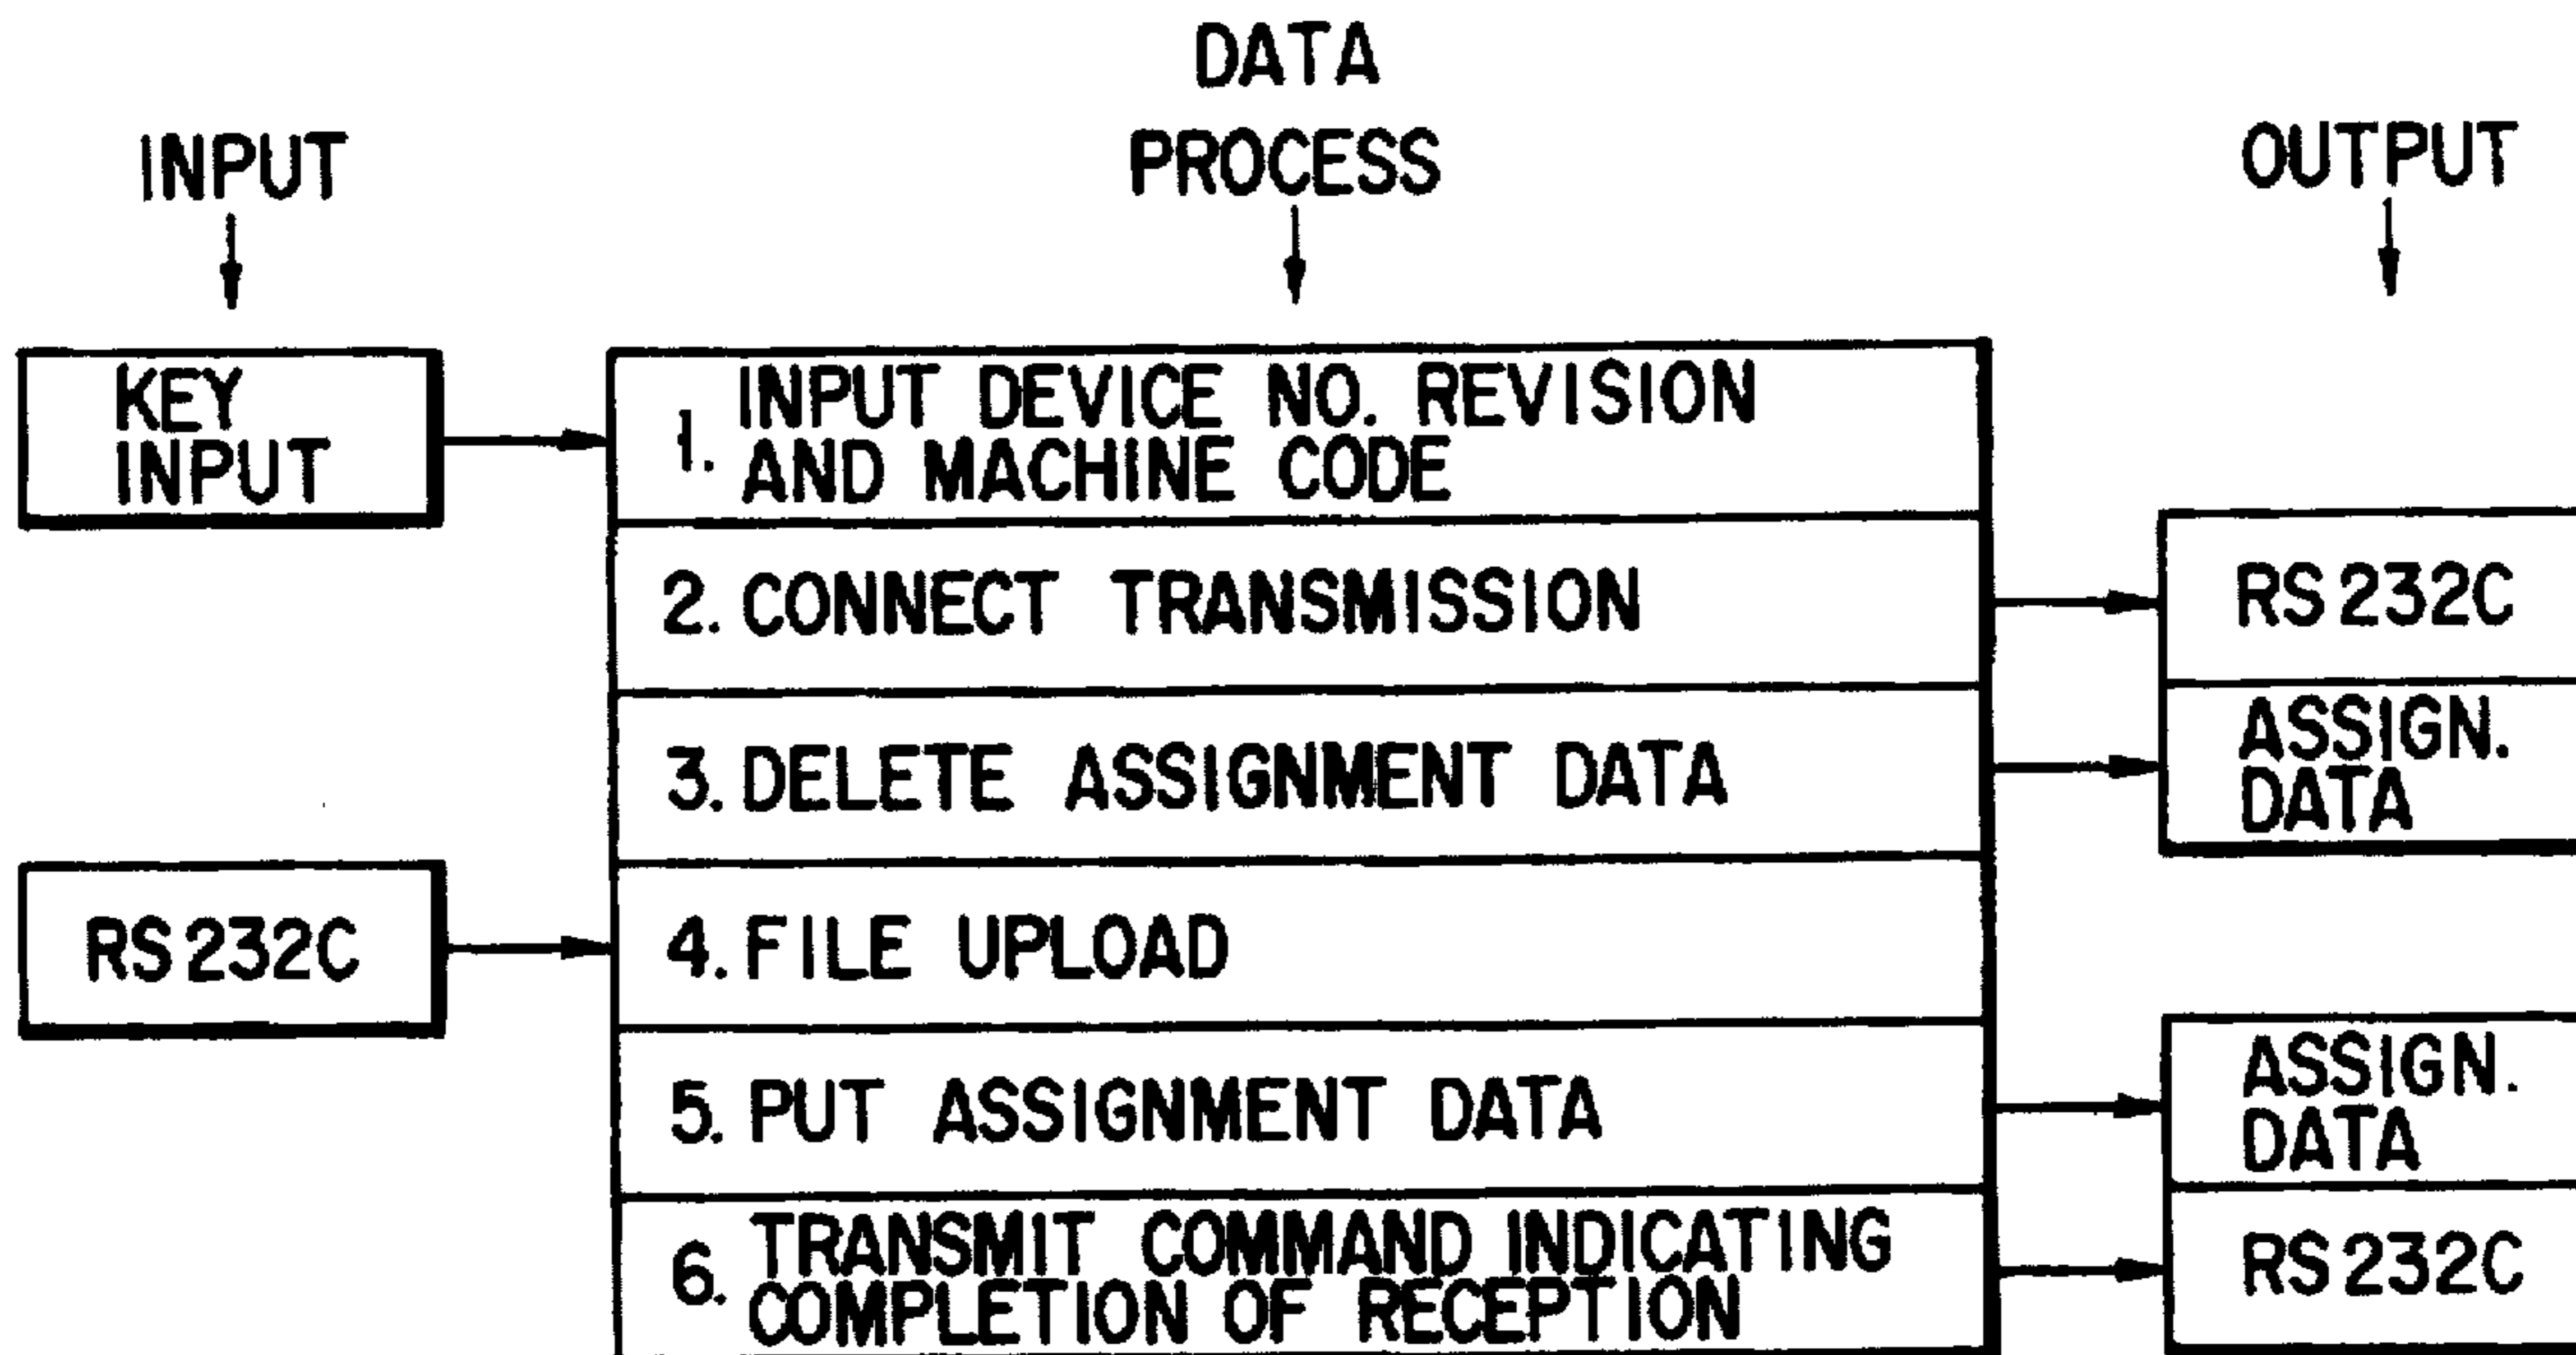 INPUT
DATA
PROCESS
OUTPUT
KEY
INPUT
1. INPUT DEVICE NO. REVISION
AND MACHINE CODE
2. CONNECT TRANSMISSION
RS232C
3. DELETE ASSIGNMENT DATA
ASSIGN.
DATA
RS232C
4. FILE UPLOAD
5. PUT ASSIGNMENT DATA
ASSIGN.
DATA
6. TRANSMIT COMMAND INDICATING
COMPLETION OF RECEPTION
RS232C